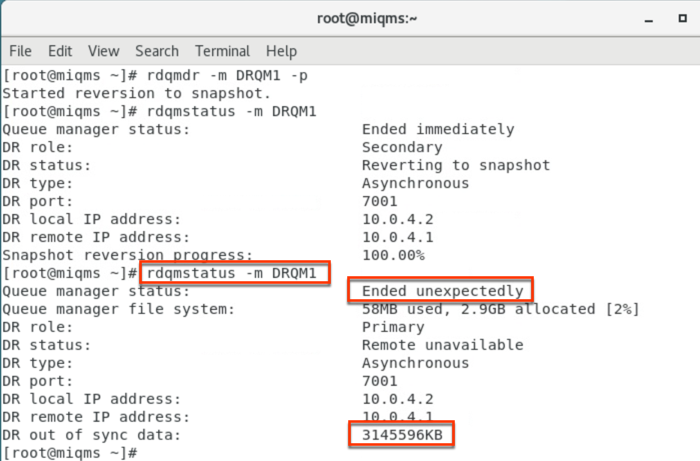 root@miqms:~
File Edit View Search Terminal Help
[root@miqms ~]# rdqmdr -m DRQM1 -p
Started reversion to snapshot.
[root@miqms ~]# rdqmstatus -m DRQM1
Queue manager status: Ended immediately
DR role: Secondary
DR status: Reverting to snapshot
DR type: Asynchronous
DR port: 7001
DR local IP address: 10.0.4.2
DR remote IP address: 10.0.4.1
Snapshot reversion progress: 100.00%
[root@miqms ~]# rdqmstatus -m DRQM1
Queue manager status: Ended unexpectedly
Queue manager file system: 58MB used, 2.9GB allocated [2%]
DR role: Primary
DR status: Remote unavailable
DR type: Asynchronous
DR port: 7001
DR local IP address: 10.0.4.2
DR remote IP address: 10.0.4.1
DR out of sync data: 3145596KB
[root@miqms ~]#